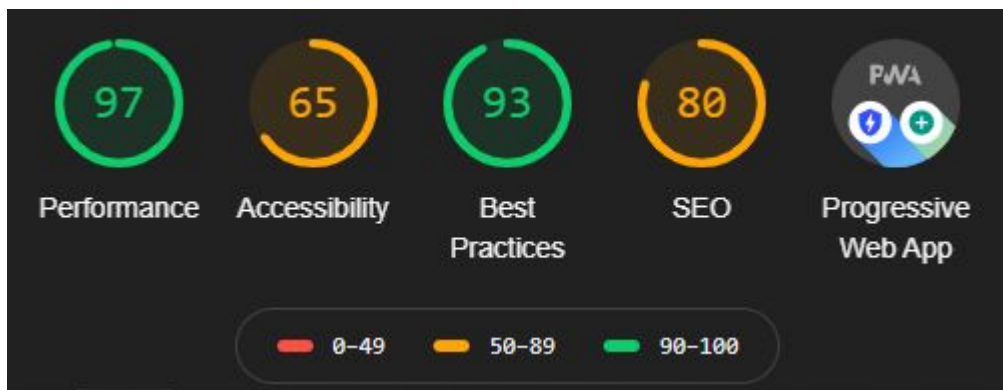 97
65
93
80
PWA
Performance
Accessibility
Best
Practices
SEO
Progressive
Web App
0–49
50–89
90–100